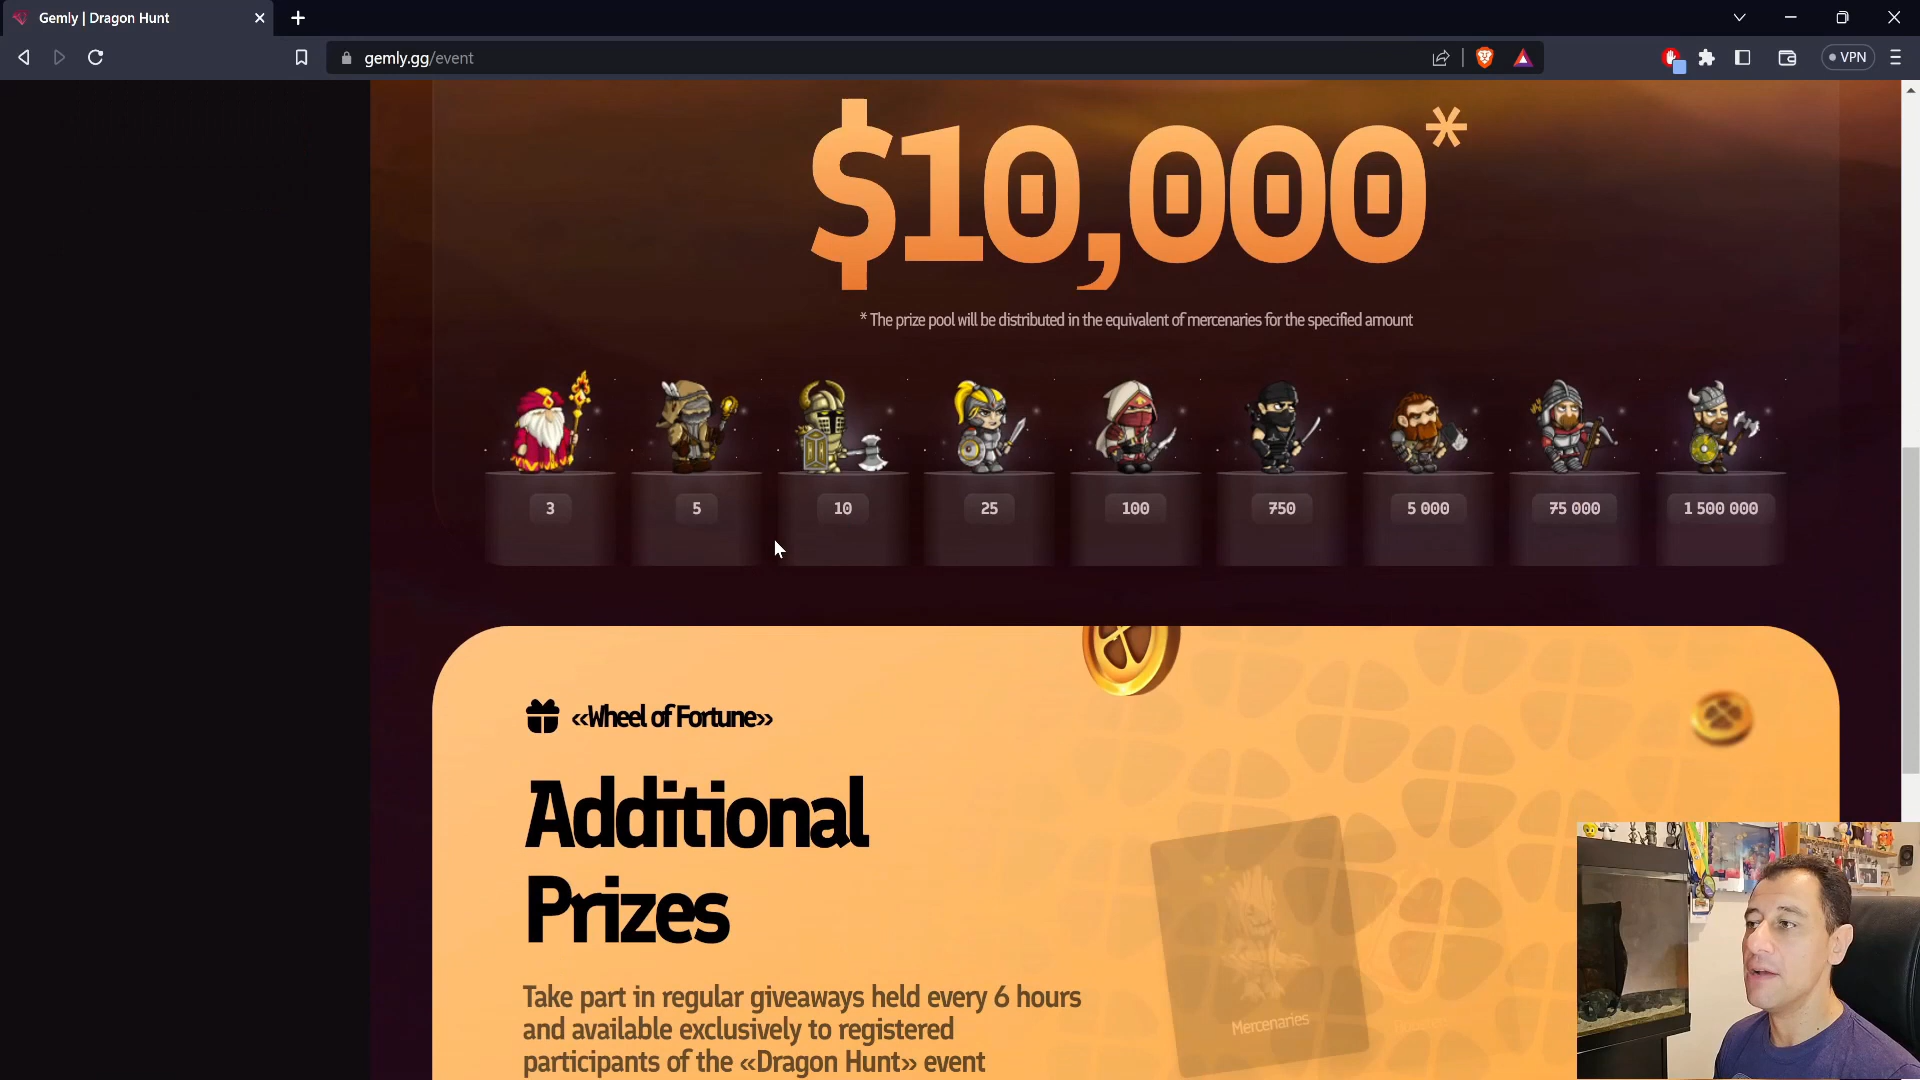 Gemly | Dragon Hunt
gemly.gg/event
VPN
$10,000*
* The prize pool will be distributed in the equivalent of mercenaries for the specified amount
3
5
10
25
100
750
5 000
75 000
1 500 000
«Wheel of Fortune»
Additional
Prizes
Take part in regular giveaways held every 6 hours
and available exclusively to registered
participants of the «Dragon Hunt» event
Mercenaries